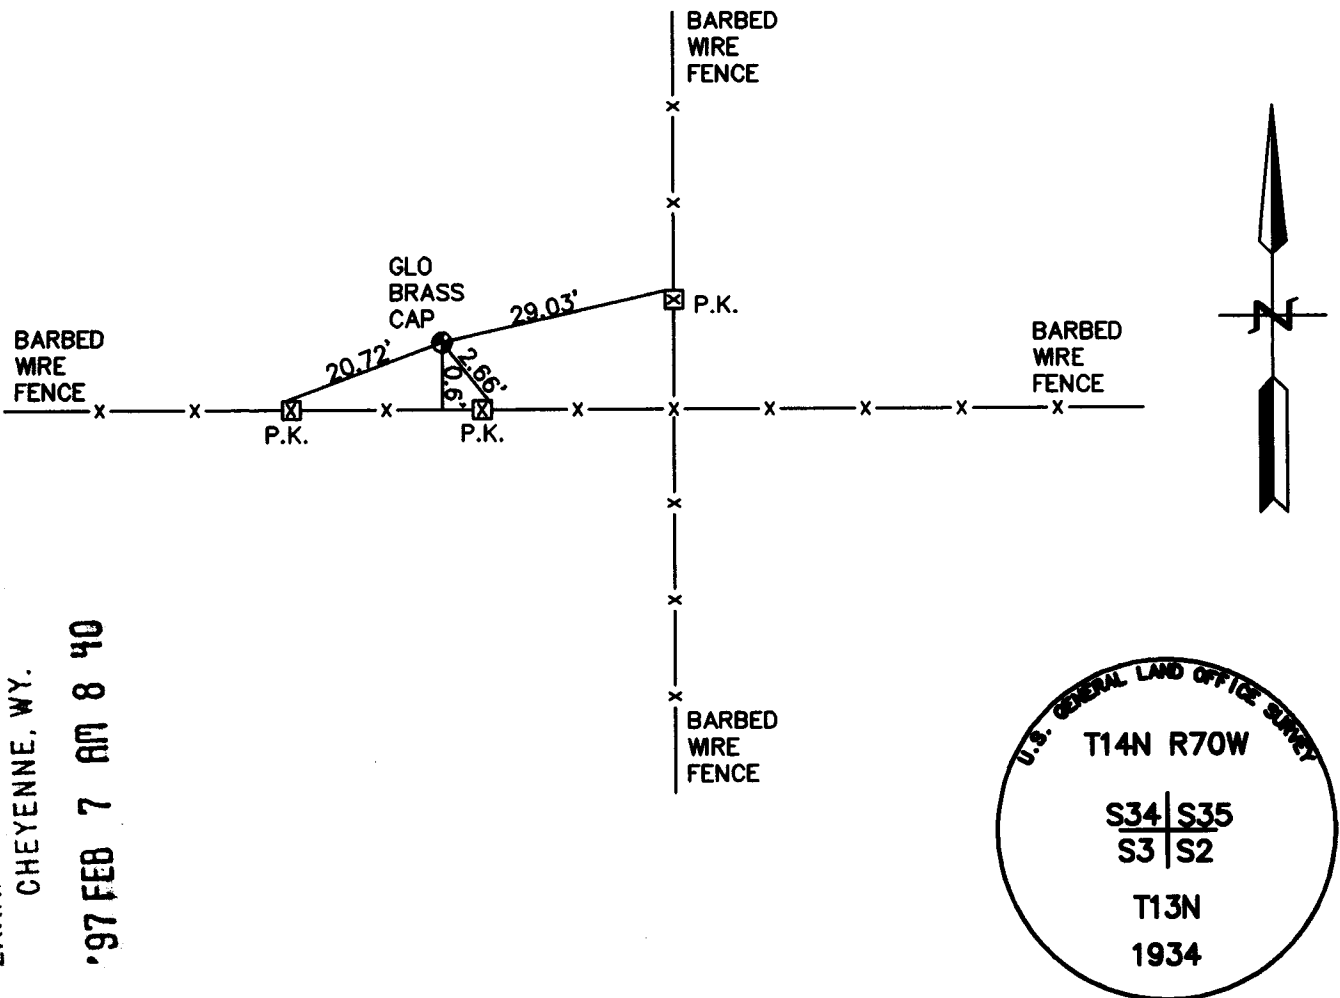 BARBED
WIRE
FENCE
GLO
BRASS
CAP
29.03'
P.K.
BARBED
WIRE
FENCE
20.72'
2.66'
0.6'
BARBED
WIRE
FENCE
P.K.
P.K.
N
BARBED
WIRE
FENCE
CHEYENNE, WY.
'97 FEB 7 AM 8 40
U.S. GENERAL LAND OFFICE SURVEY
T14N R70W
S34 S35
S3 S2
T13N
1934